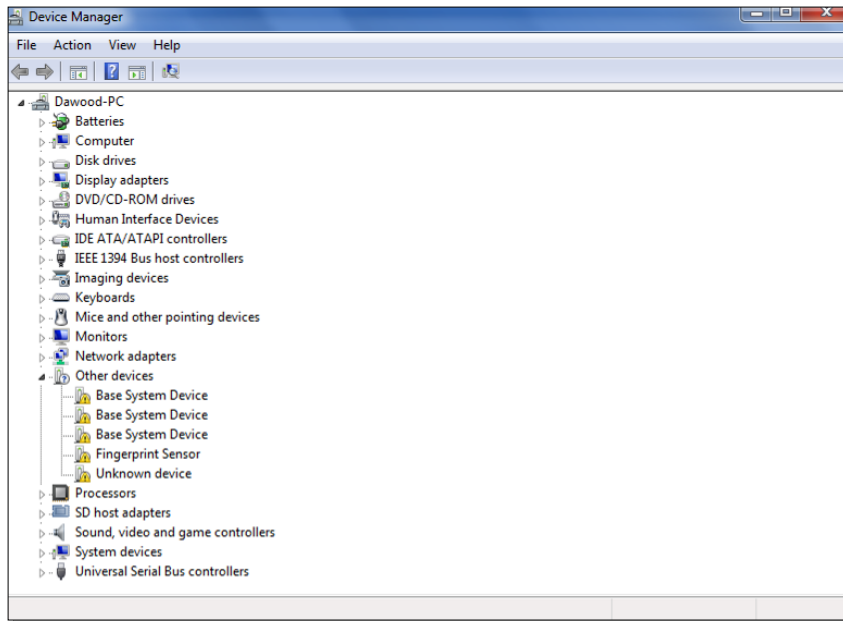 Device Manager
File Action View Help
Dawood-PC
Batteries
Computer
Disk drives
Display adapters
DVD/CD-ROM drives
Human Interface Devices
IDE ATA/ATAPI controllers
IEEE 1394 Bus host controllers
Imaging devices
Keyboards
Mice and other pointing devices
Monitors
Network adapters
Other devices
Base System Device
Base System Device
Base System Device
Fingerprint Sensor
Unknown device
Processors
SD host adapters
Sound, video and game controllers
System devices
Universal Serial Bus controllers